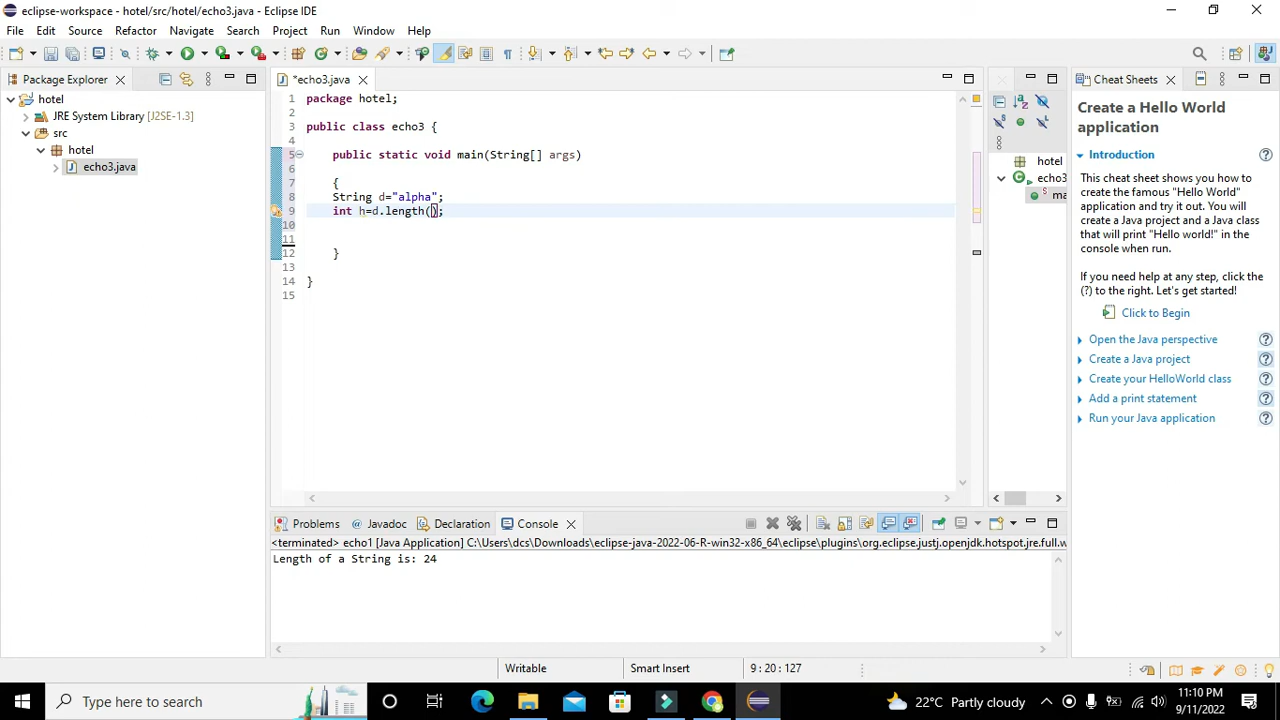 eclipse-workspace - hotel/src/hotel/echo3.java - Eclipse IDE
File Edit Source Refactor Navigate Search Project Run Window Help
Package Explorer
*echo3.java
Cheat Sheets
hotel
JRE System Library [J2SE-1.3]
src
hotel
echo3.java
1 package hotel;
2
3 public class echo3 {
4
5 public static void main(String[] args)
6
7 {
8 String d="alpha";
9 int h=d.length();
10
11
12 }
13
14 }
15
hotel
echo3
ma
Create a Hello World
application
Introduction
This cheat sheet shows you how to
create the famous "Hello World"
application and try it out. You will
create a Java project and a Java class
that will print "Hello world!" in the
console when run.
If you need help at any step, click the
(?) to the right. Let's get started!
Click to Begin
Open the Java perspective
Create a Java project
Create your HelloWorld class
Add a print statement
Run your Java application
Problems Javadoc Declaration Console
<terminated> echo1 [Java Application] C:\Users\dcs\Downloads\eclipse-java-2022-06-R-win32-x86_64\eclipse\plugins\org.eclipse.justj.openjdk.hotspot.jre.full.w
Length of a String is: 24
Writable Smart Insert 9 : 20 : 127
Type here to search
22°C Partly cloudy
11:10 PM
9/11/2022